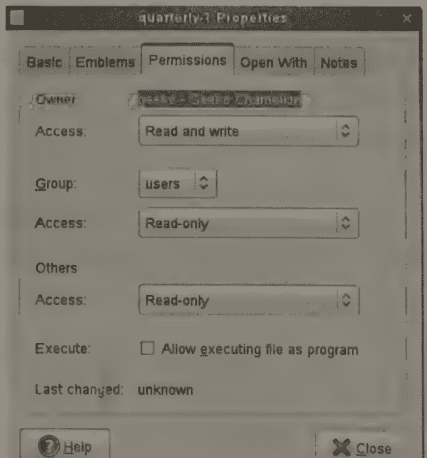 quarterly-1 Properties
Basic Emblems Permissions Open With Notes
Owner:
Access: Read and write
Group: users
Access: Read-only
Others
Access: Read-only
Execute: Allow executing file as program
Last changed: unknown
Help Close